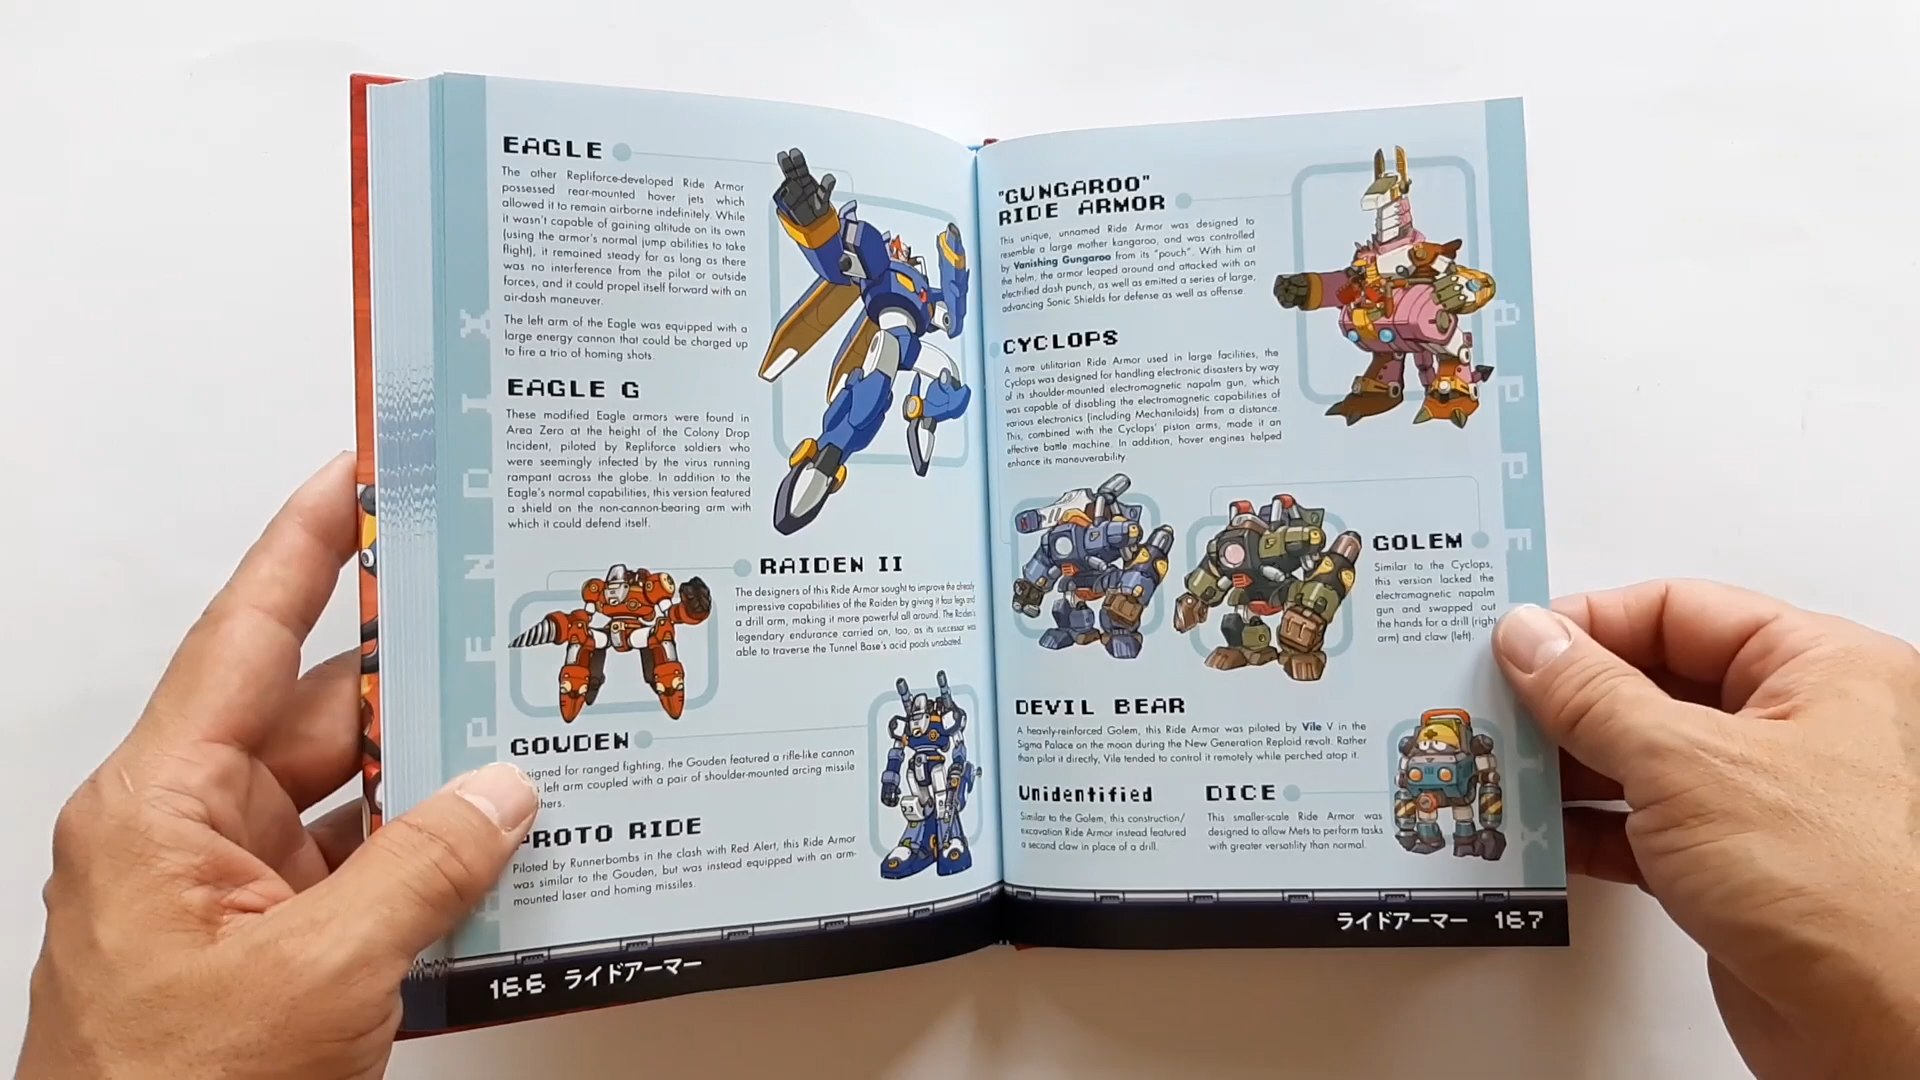 EAGLE
The other Repliforce-developed Ride Armor
possessed rear-mounted hover jets which
allowed it to remain airborne indefinitely. While
it wasn't capable of gaining altitude on its own
(using the armor's normal jump abilities to take
flight), it remained steady for as long as there
was no interference from the pilot or outside
forces, and it could propel itself forward with an
air-dash maneuver.
The left arm of the Eagle was equipped with a
large energy cannon that could be charged up
to fire a trio of homing shots.
EAGLE G
These modified Eagle armors were found in
Area Zero at the height of the Colony Drop
Incident, piloted by Repliforce soldiers who
were seemingly infected by the virus running
rampant across the globe. In addition to the
Eagle's normal capabilities, this version featured
a shield on the non-cannon-bearing arm with
which it could defend itself.
RAIDEN II
The designers of this Ride Armor sought to improve the already
impressive capabilities of the Raiden by giving it four legs and
a drill arm, making it more powerful all around. The Raiden's
legendary endurance carried on, too, as its successor was
able to traverse the Tunnel Base's acid pools unabated.
GOUDEN
signed for ranged fighting, the Gouden featured a rifle-like cannon
left arm coupled with a pair of shoulder-mounted arcing missile
hers.
PROTO RIDE
Piloted by Runnerbombs in the clash with Red Alert, this Ride Armor
was similar to the Gouden, but was instead equipped with an arm-
mounted laser and homing missiles.
166 ライドアーマー
"GUNGAROO"
RIDE ARMOR
This unique, unnamed Ride Armor was designed to
resemble a large mother kangaroo, and was controlled
by Vanishing Gungaroo from its "pouch". With him at
the helm, the armor leaped around and attacked with an
electrified dash punch, as well as emitted a series of large,
advancing Sonic Shields for defense as well as offense.
CYCLOPS
A more utilitarian Ride Armor used in large facilities, the
Cyclops was designed for handling electronic disasters by way
of its shoulder-mounted electromagnetic napalm gun, which
was capable of disabling the electromagnetic capabilities of
various electronics (including Mechaniloids) from a distance.
This, combined with the Cyclops' piston arms, made it an
effective battle machine. In addition, hover engines helped
enhance its maneuverability.
GOLEM
Similar to the Cyclops,
this version lacked the
electromagnetic napalm
gun and swapped out
the hands for a drill (right
arm) and claw (left).
DEVIL BEAR
A heavily-reinforced Golem, this Ride Armor was piloted by Vile V in the
Sigma Palace on the moon during the New Generation Reploid revolt. Rather
than pilot it directly, Vile tended to control it remotely while perched atop it.
Unidentified
Similar to the Golem, this construction/
excavation Ride Armor instead featured
a second claw in place of a drill.
DICE
This smaller-scale Ride Armor was
designed to allow Mets to perform tasks
with greater versatility than normal.
ライドアーマー 167